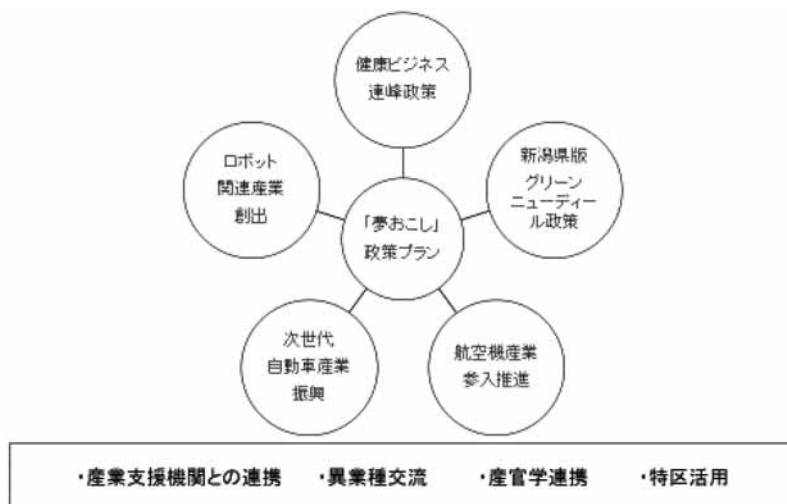 健康ビジネス
連峰政策
新潟県版
グリーン
ニューディー
ル政策
ロボット
関連産業
創出
「夢おこし」
政策プラン
次世代
自動車産業
振興
航空機産業
参入推進
・産業支援機関との連携　・異業種交流　・産官学連携　・特区活用